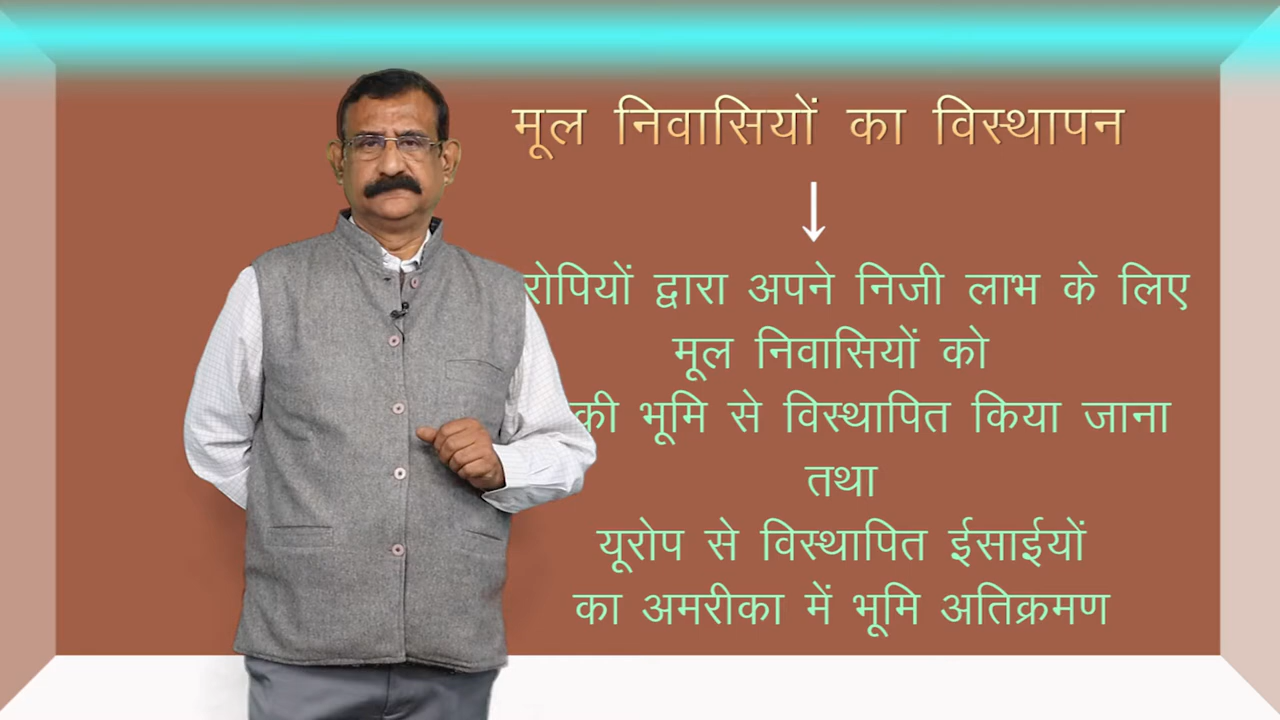 मूल निवासियों का विस्थापन
द्वारा अपने निजी लाभ के लिए
मूल निवासियों को
भूमि से विस्थापित किया जाना
तथा
यूरोप से विस्थापित ईसाईयों
का अमरीका में भूमि अतिक्रमण